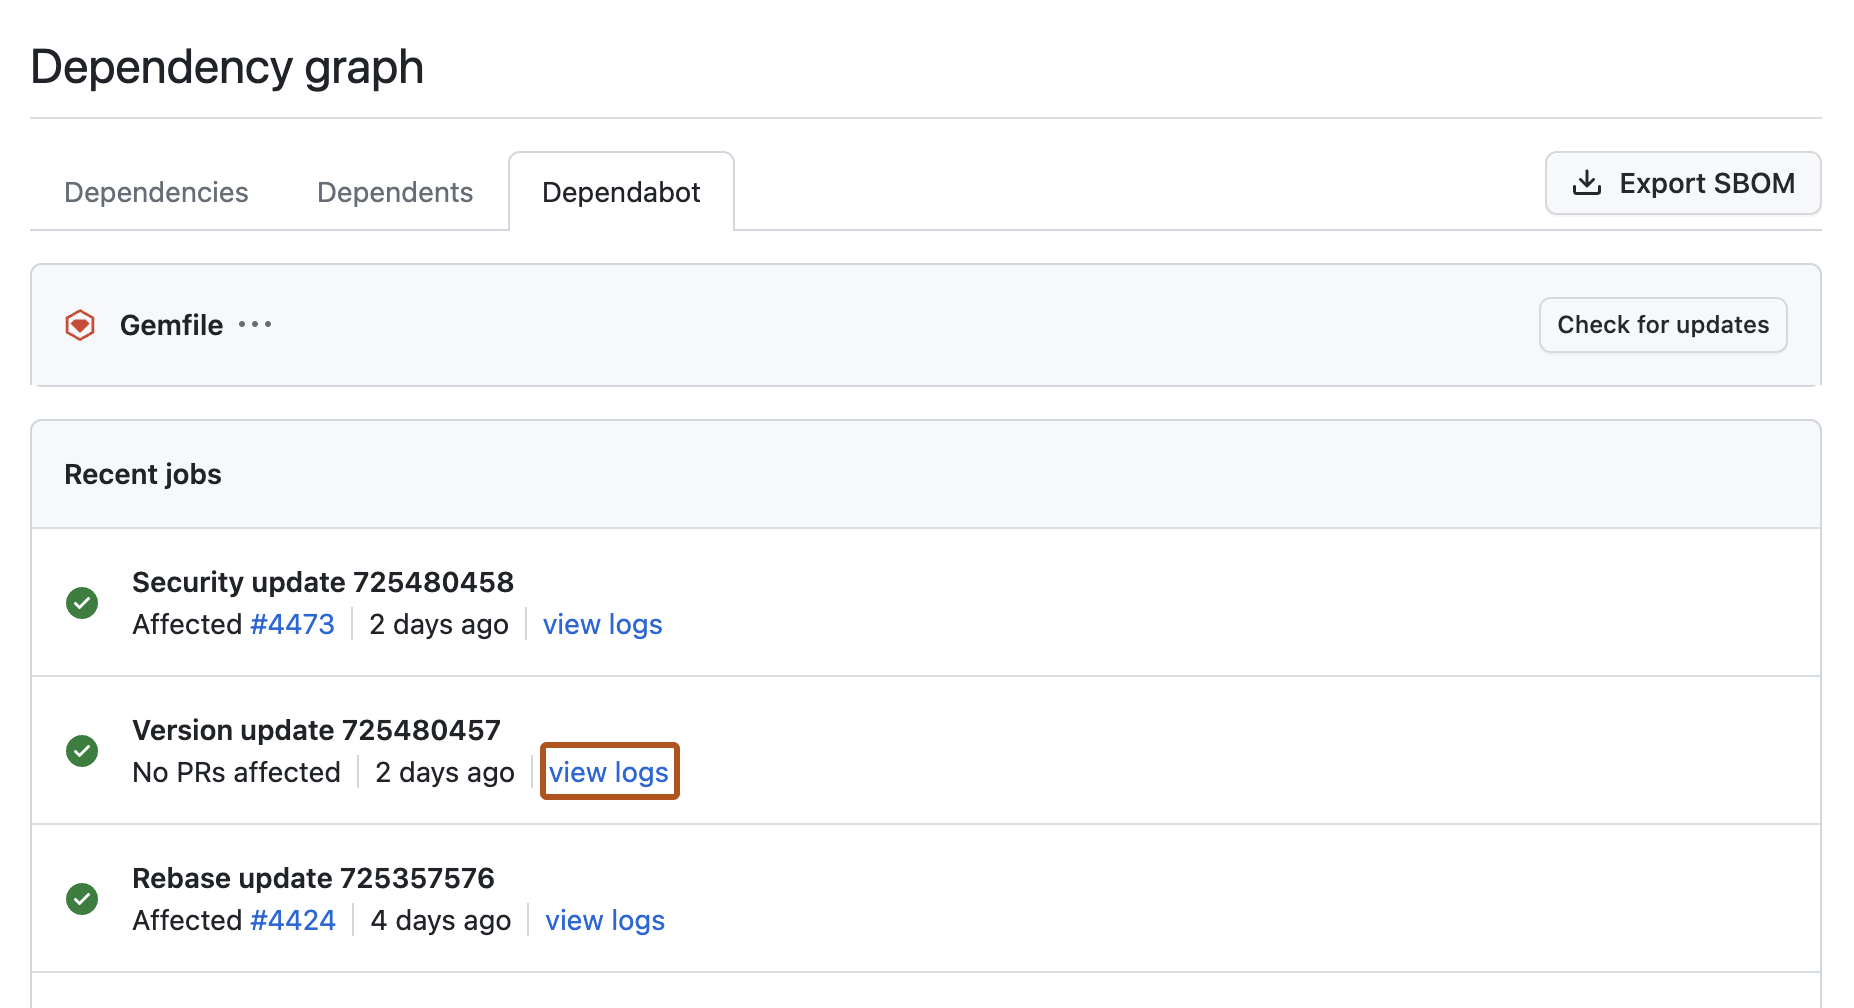 Dependency graph
Dependencies Dependents Dependabot Export SBOM
Gemfile ··· Check for updates
Recent jobs
Security update 725480458
Affected #4473 2 days ago view logs
Version update 725480457
No PRs affected 2 days ago view logs
Rebase update 725357576
Affected #4424 4 days ago view logs